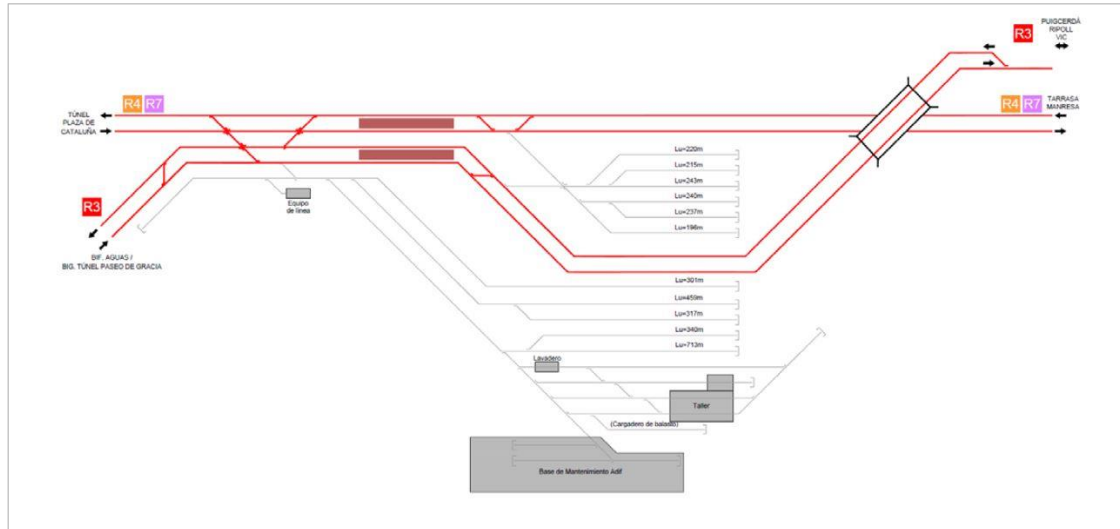 R3
PUIGCERDÁ
RIPOLL
VIC
R4 R7
R4 R7
TÚNEL
PLAZA DE
CATALUÑA
TARRASA
MANRESA
Lu=220m
Lu=215m
Lu=243m
Lu=240m
Lu=237m
Lu=196m
Equipo
de línea
R3
BIF. AGUAS /
BIG. TÚNEL PASEO DE GRACIA
Lu=301m
Lu=459m
Lu=317m
Lu=340m
Lu=713m
Lavadero
Taller
(Cargadero de balasto)
Base de Mantenimiento Adif